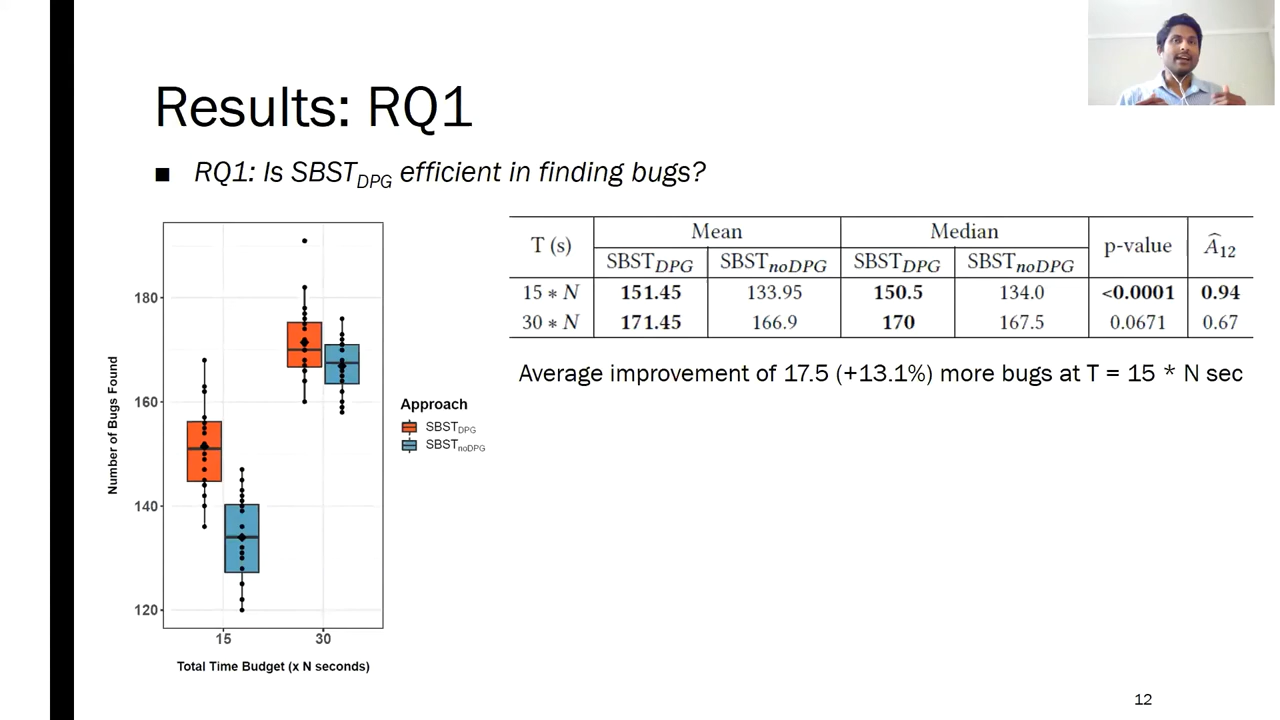 Results: RQ1
■ RQ1: Is SBST_DPG efficient in finding bugs?
180
160
140
120
Number of Bugs Found
15 30
Total Time Budget (x N seconds)
Approach
SBST_DPG
SBST_noDPG
T (s) Mean Median p-value Â12
SBST_DPG SBST_noDPG SBST_DPG SBST_noDPG
15 * N 151.45 133.95 150.5 134.0 <0.0001 0.94
30 * N 171.45 166.9 170 167.5 0.0671 0.67
Average improvement of 17.5 (+13.1%) more bugs at T = 15 * N sec
12